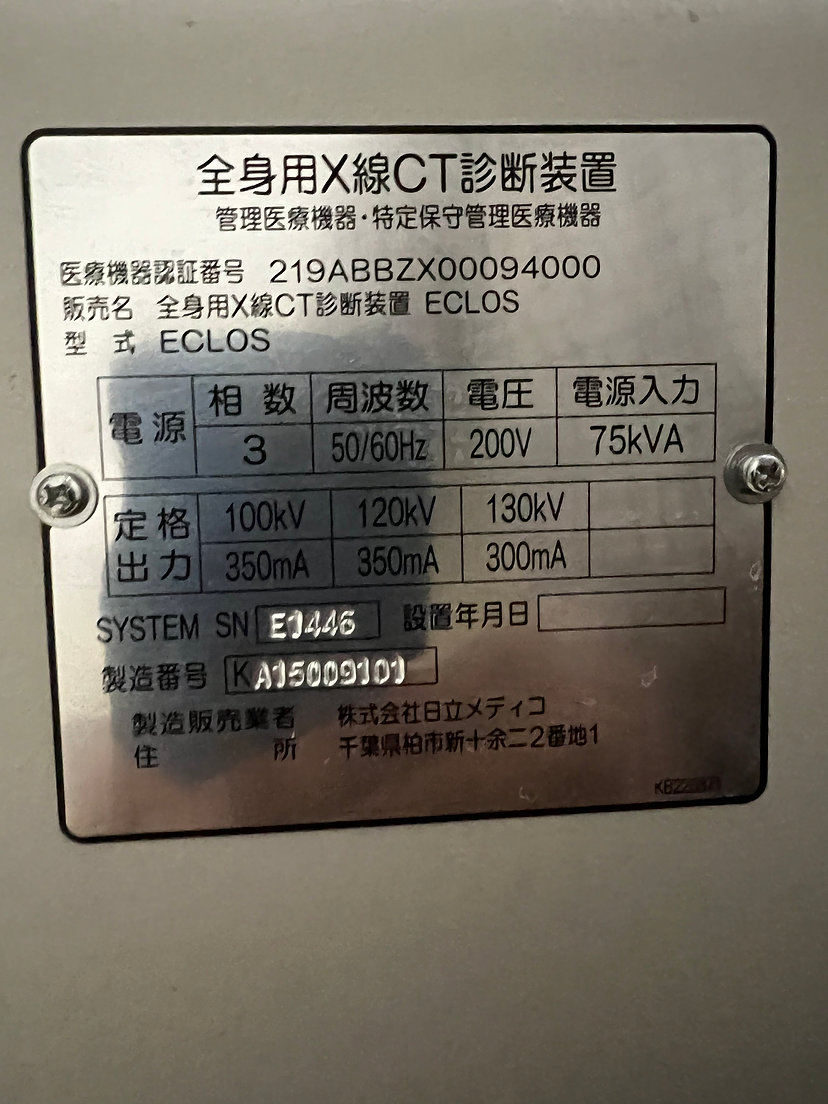 全身用X線CT診断装置
管理医療機器・特定保守管理医療機器
医療機器認証番号 219ABBZX00094000
販売名 全身用X線CT診断装置 ECLOS
型 式 ECLOS
電源 相数 周波数 電圧 電源入力
3 50/60Hz 200V 75kVA
定格 100kV 120kV 130kV
出力 350mA 350mA 300mA
SYSTEM SN E1446 設置年月日
製造番号 KA15009101
製造販売業者 株式会社日立メディコ
住 所 千葉県柏市新十余二2番地1